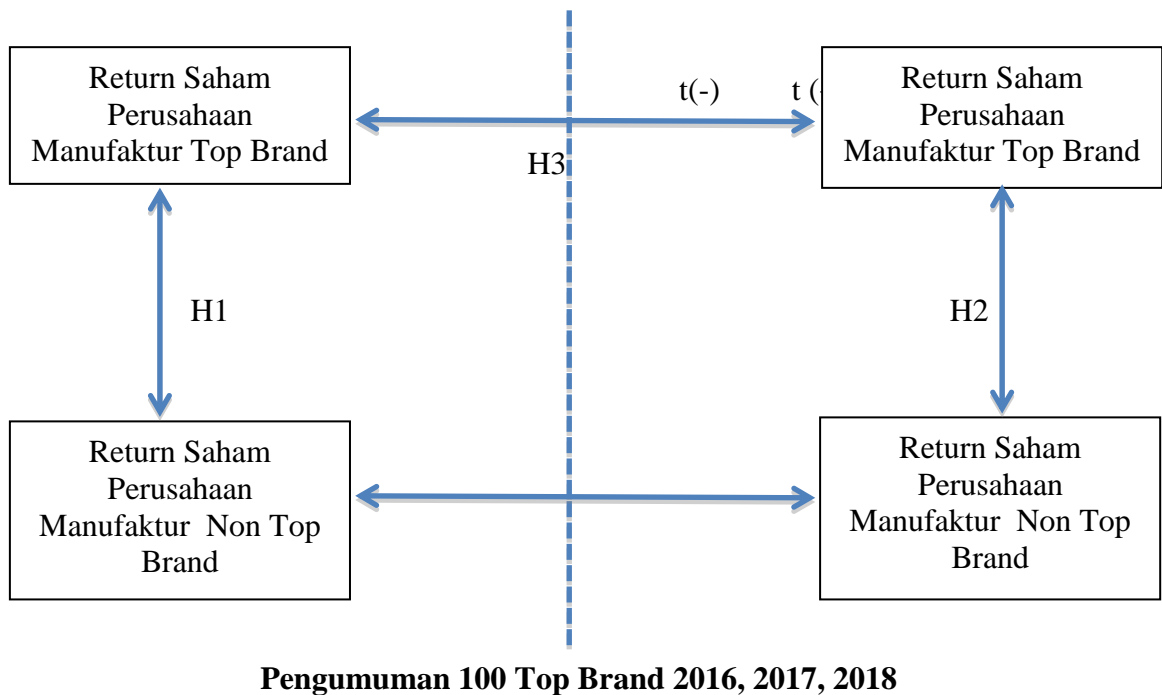 Return Saham
Perusahaan
Manufaktur Top Brand
t(-)
t (
Return Saham
Perusahaan
Manufaktur Top Brand
H3
H1
H2
Return Saham
Perusahaan
Manufaktur Non Top
Brand
Return Saham
Perusahaan
Manufaktur Non Top
Brand
Pengumuman 100 Top Brand 2016, 2017, 2018